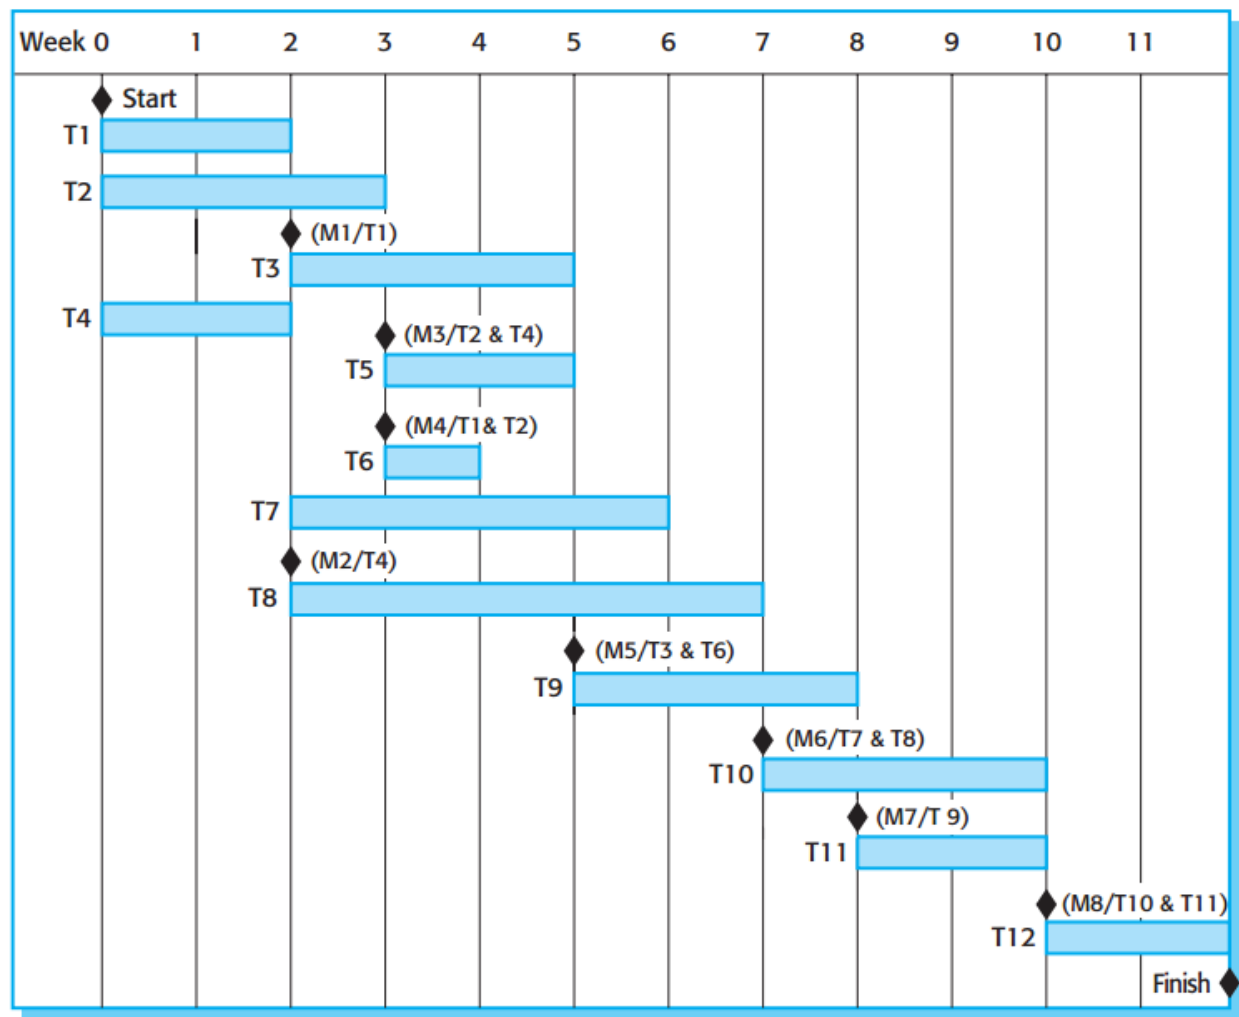 Week 0 1 2 3 4 5 6 7 8 9 10 11
Start
T1
T2
(M1/T1)
T3
T4
(M3/T2 & T4)
T5
(M4/T1& T2)
T6
T7
(M2/T4)
T8
(M5/T3 & T6)
T9
(M6/T7 & T8)
T10
(M7/T 9)
T11
(M8/T10 & T11)
T12
Finish